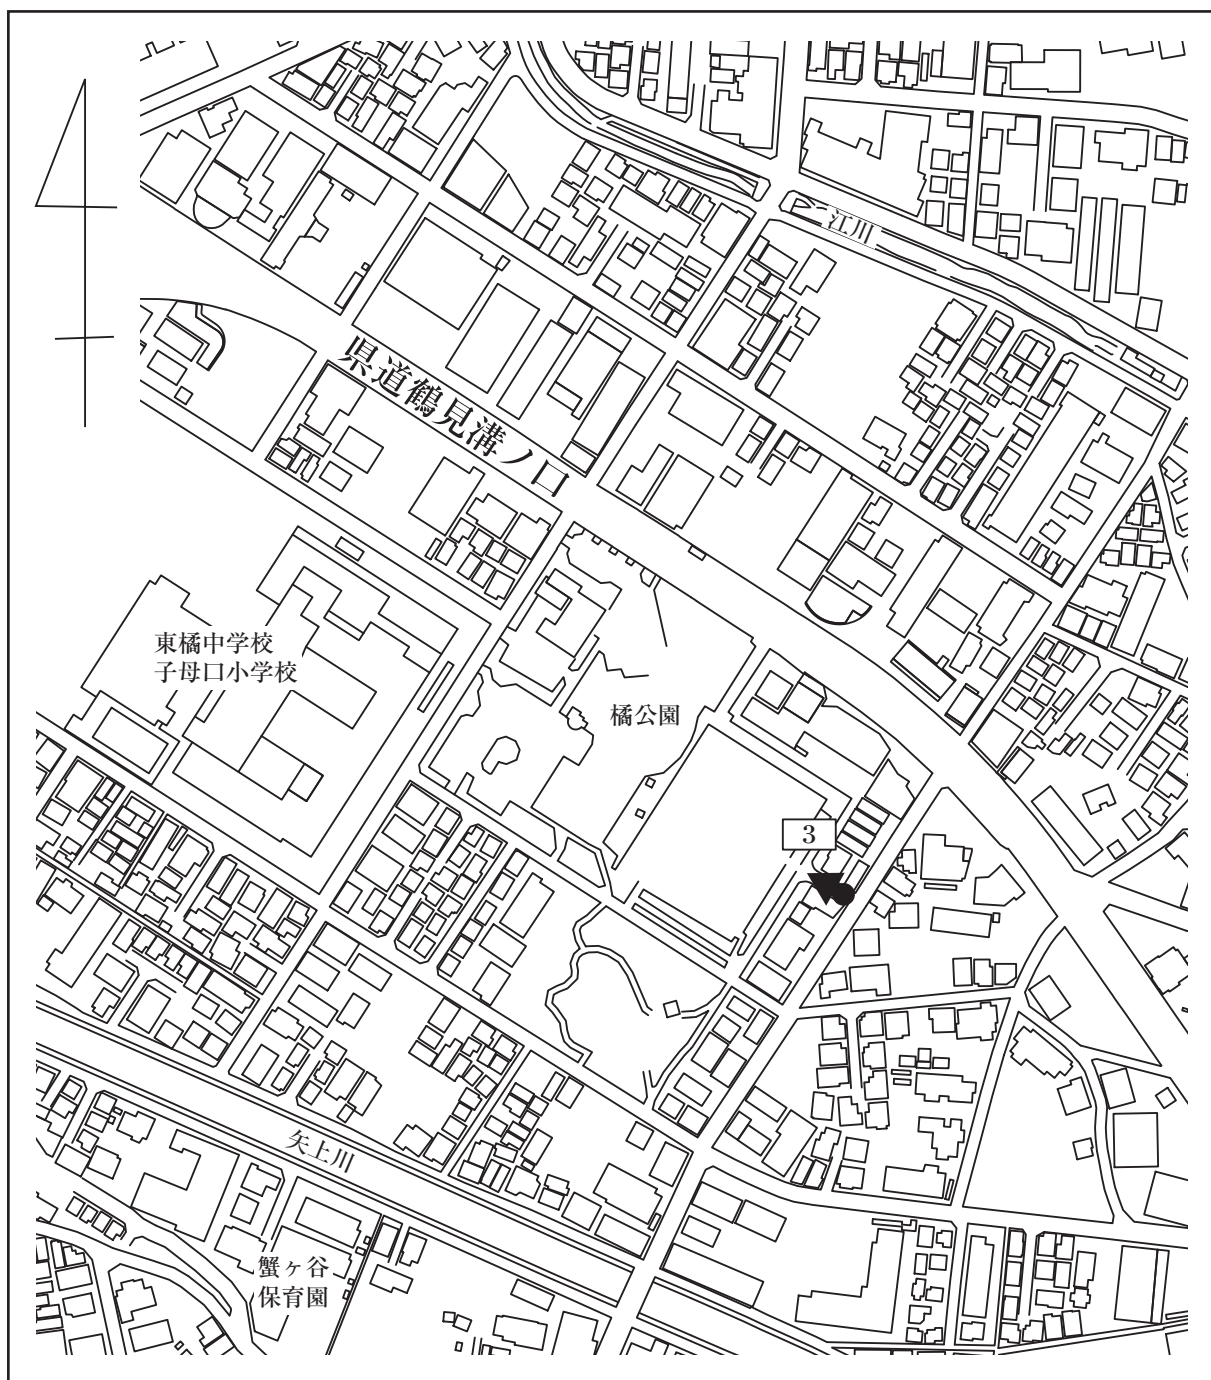 江川
県道鶴見溝ノ口
東橘中学校
子母口小学校
橘公園
3
矢上川
蟹ヶ谷
保育園